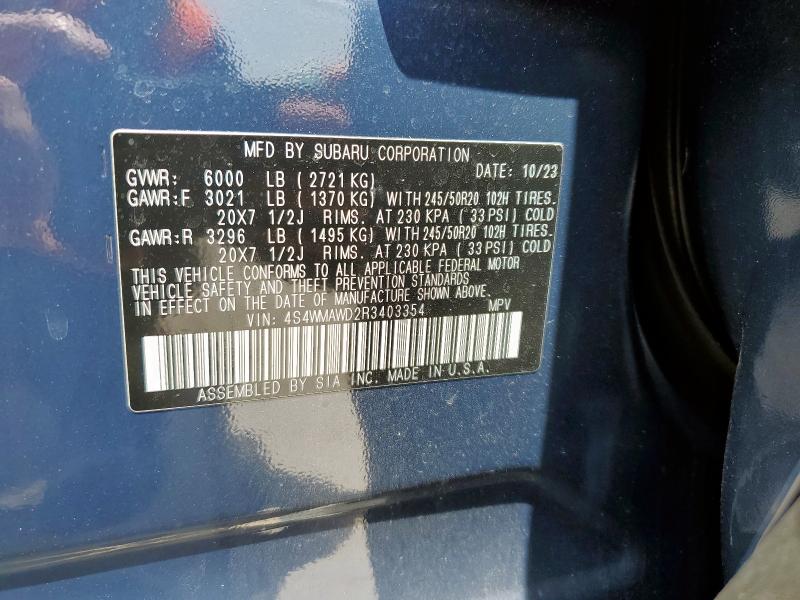 MFD BY SUBARU CORPORATION
DATE: 10/23
GVWR: 6000 LB (2721 KG)
GAWR:F 3021 LB (1370 KG) WITH 245/50R20 102H TIRES.
20X7 1/2J RIMS. AT 230 KPA (33 PSI) COLD
GAWR:R 3296 LB (1495 KG) WITH 245/50R20 102H TIRES.
20X7 1/2J RIMS. AT 230 KPA (33 PSI) COLD
THIS VEHICLE CONFORMS TO ALL APPLICABLE FEDERAL MOTOR
VEHICLE SAFETY AND THEFT PREVENTION STANDARDS
IN EFFECT ON THE DATE OF MANUFACTURE SHOWN ABOVE.
VIN: 4S4WMAWD2R3403354 MPV
ASSEMBLED BY SIA INC. MADE IN U.S.A.